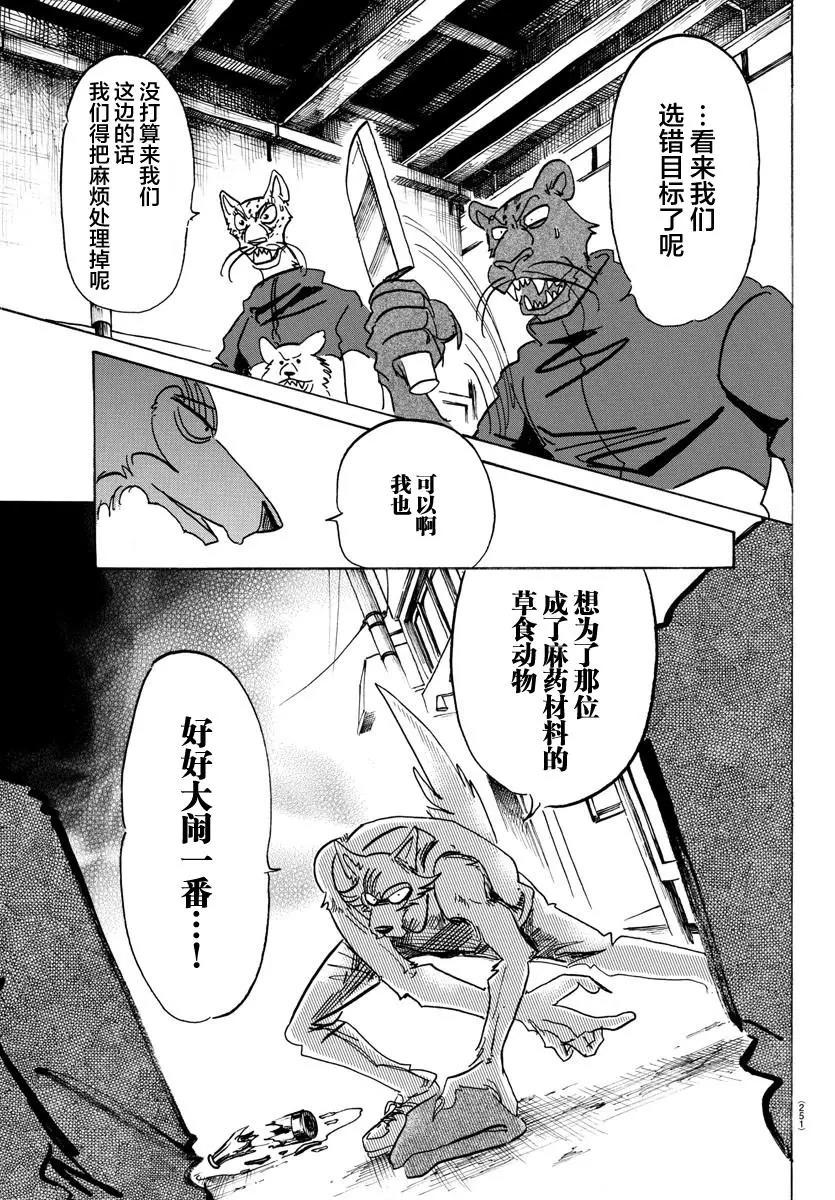 …看来我们
选错目标了呢
没打算来我们
这边的话
我们得把麻烦处理掉呢
可以啊
我也
想为了那位
成了麻药材料的
草食动物
好好大闹一番…！
(251)